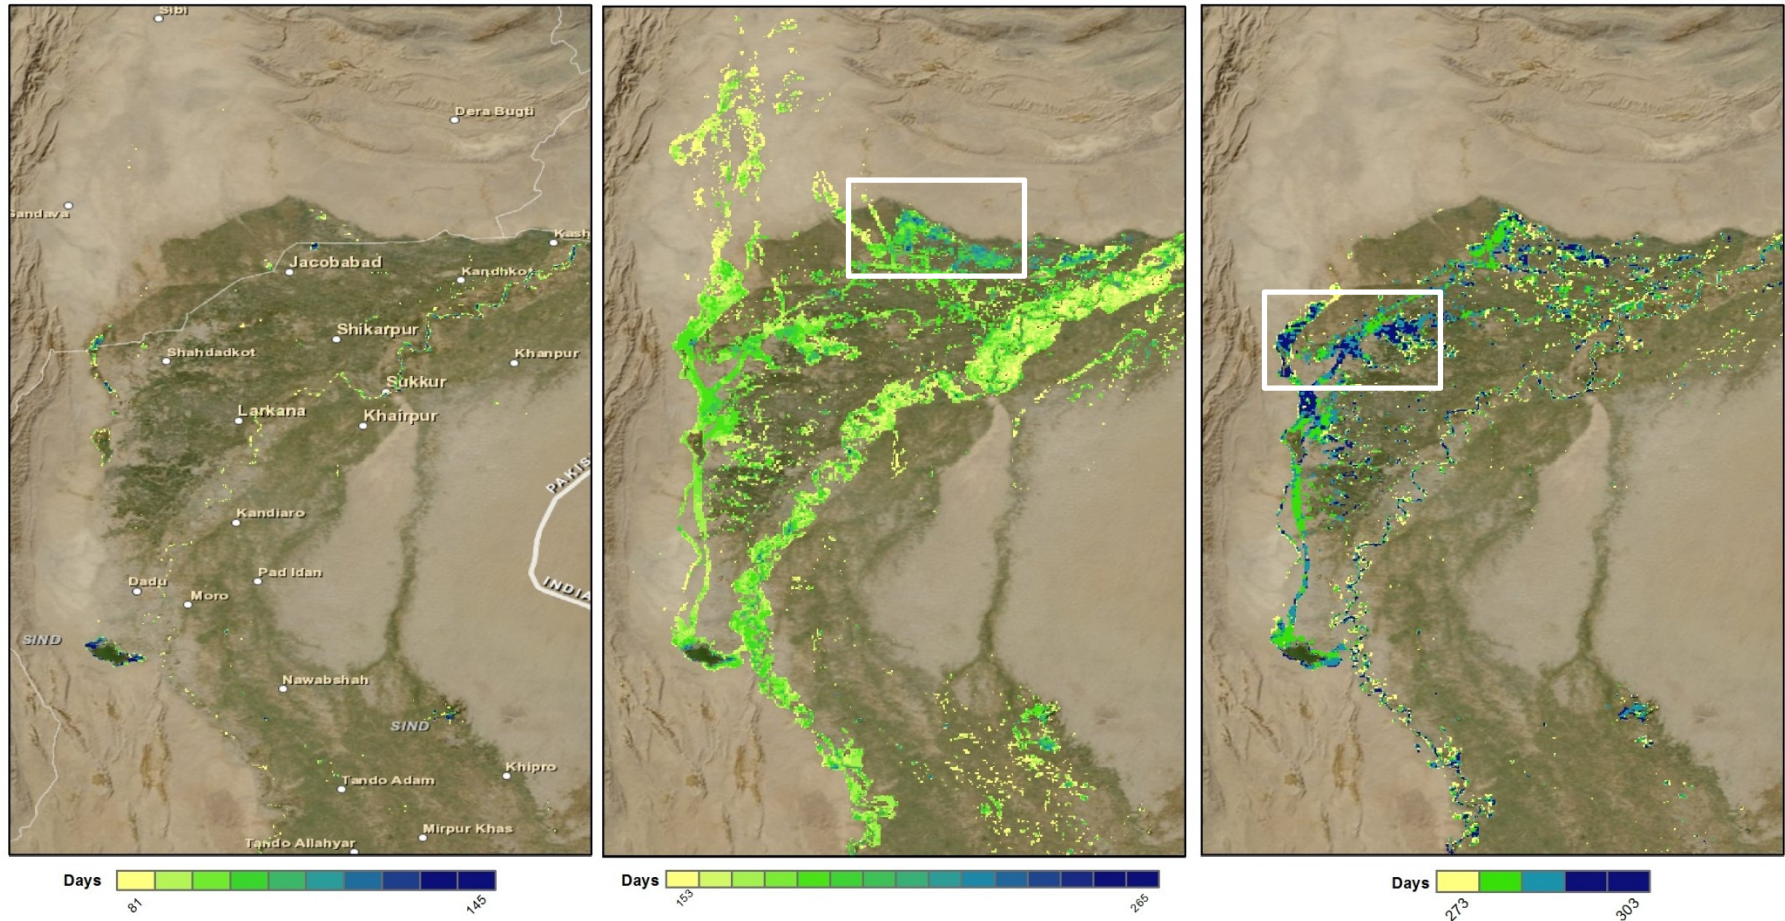 Sibi
Dera Bugti
Gandava
Kash
Jacobabad
Kandhko
Shikarpur
Shahdadkot
Khanpur
Sukkur
Larkana
Khairpur
PAKIS
Kandiaro
Pad Idan
INDIA
Dadu
Moro
SIND
Nawabshah
SIND
Khipro
Tando Adam
Mirpur Khas
Tando Allahyar
Days
81
145
Days
153
265
Days
273
303